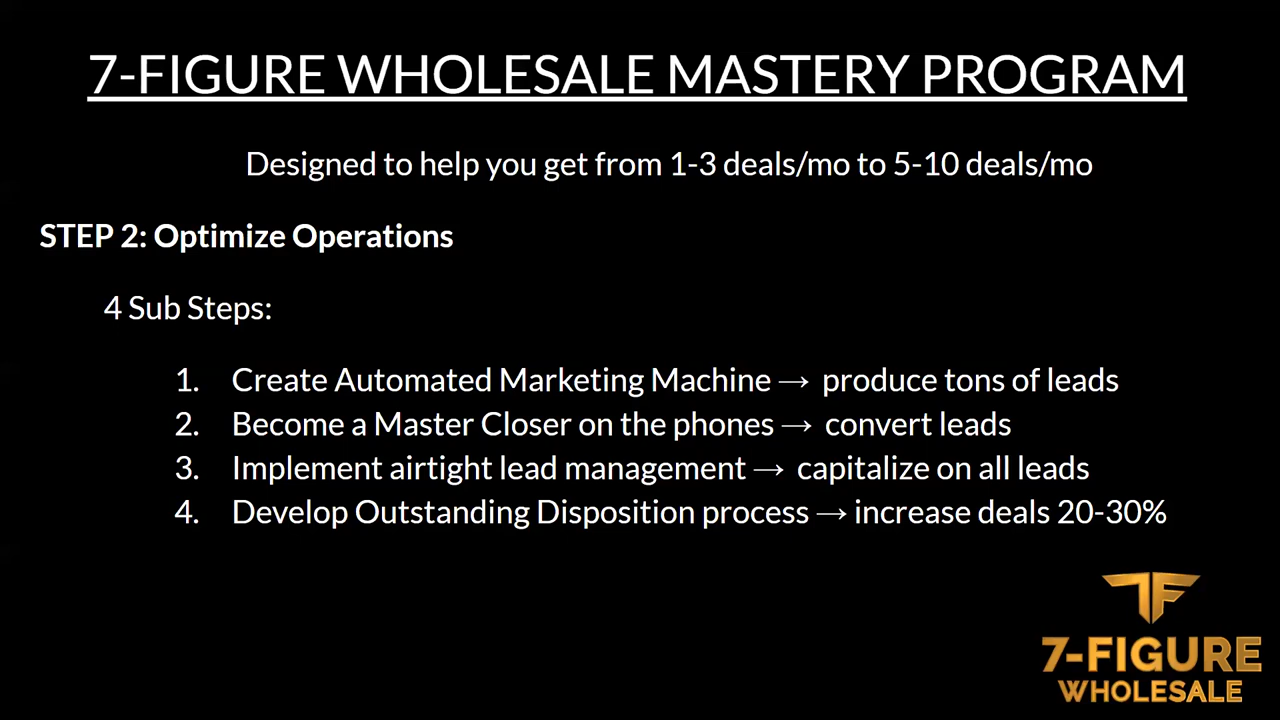 7-FIGURE WHOLESALE MASTERY PROGRAM
Designed to help you get from 1-3 deals/mo to 5-10 deals/mo
STEP 2: Optimize Operations
4 Sub Steps:
1. Create Automated Marketing Machine → produce tons of leads
2. Become a Master Closer on the phones → convert leads
3. Implement airtight lead management → capitalize on all leads
4. Develop Outstanding Disposition process → increase deals 20-30%
7F
7-FIGURE
WHOLESALE